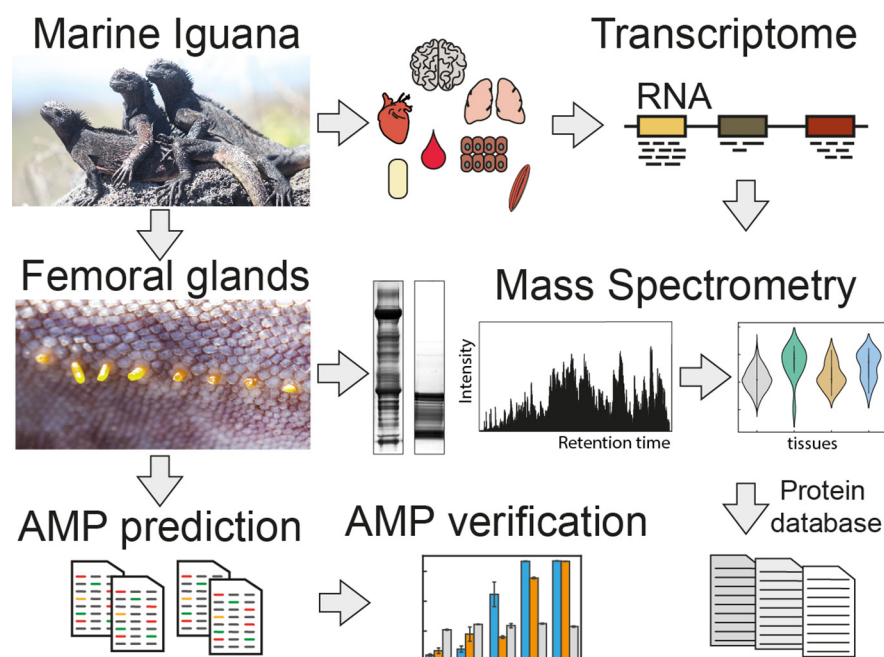 Marine Iguana
Transcriptome
RNA
Femoral glands
Mass Spectrometry
Intensity
Retention time
tissues
AMP prediction
AMP verification
Protein
database